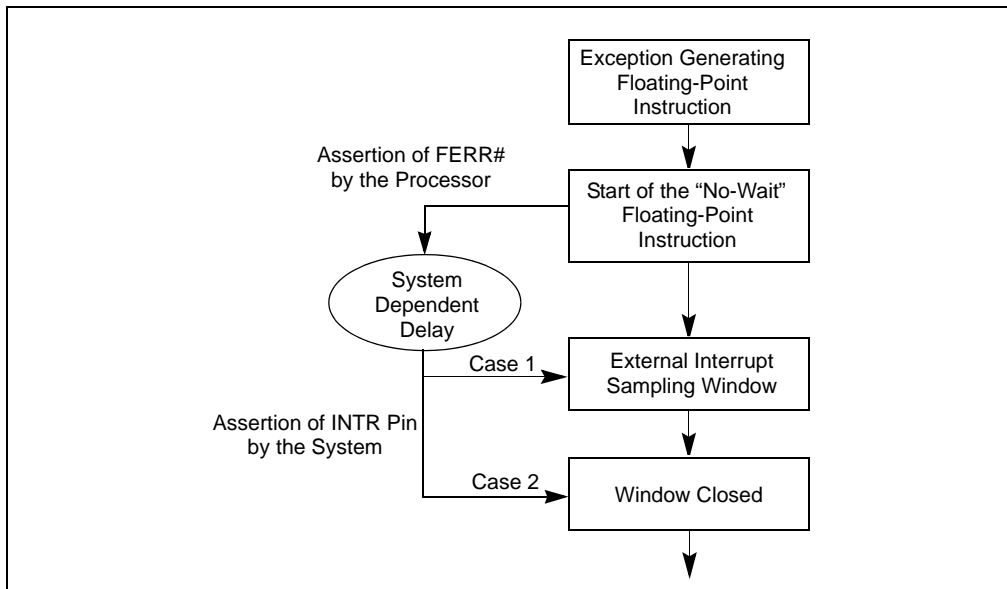 Exception Generating
Floating-Point
Instruction
Assertion of FERR#
by the Processor
Start of the “No-Wait”
Floating-Point
Instruction
System
Dependent
Delay
Case 1
External Interrupt
Sampling Window
Assertion of INTR Pin
by the System
Case 2
Window Closed